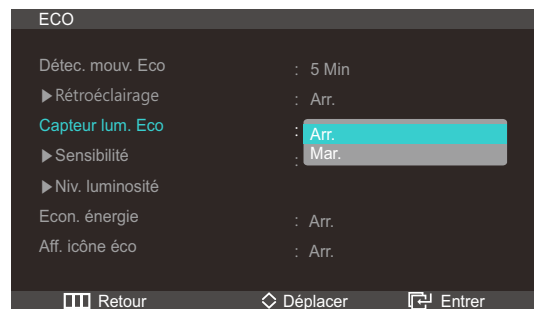 ECO
Détec. mouv. Eco : 5 Min
▶Rétroéclairage : Arr.
Capteur lum. Eco : Arr.
▶Sensibilité : Mar.
▶Niv. luminosité
Econ. énergie : Arr.
Aff. icône éco : Arr.
Retour Déplacer Entrer